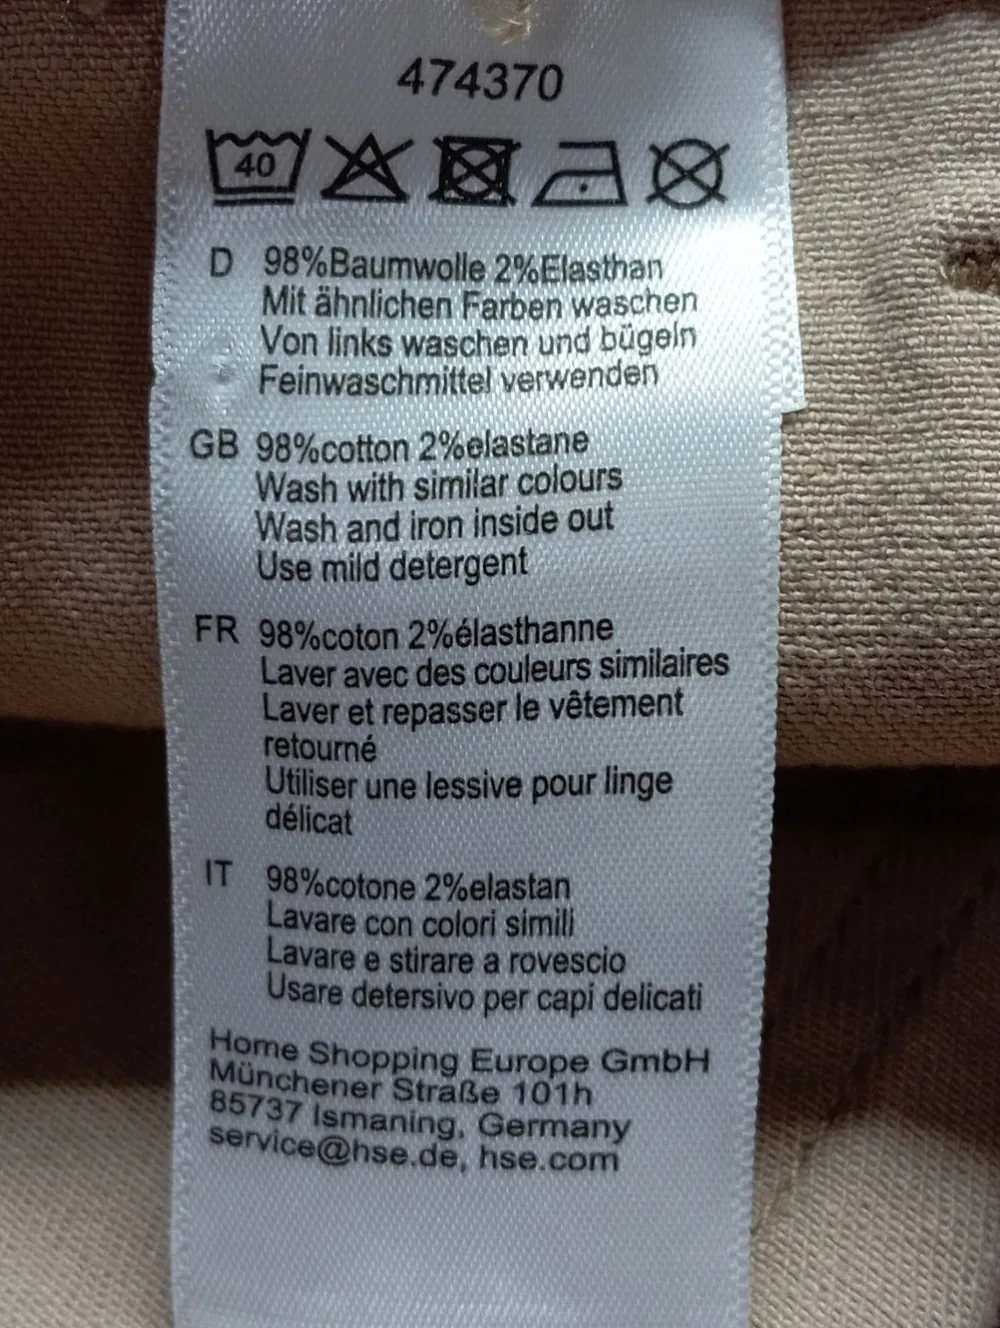 474370
40
D 98%Baumwolle 2%Elasthan
Mit ähnlichen Farben waschen
Von links waschen und bügeln
Feinwaschmittel verwenden
GB 98%cotton 2%elastane
Wash with similar colours
Wash and iron inside out
Use mild detergent
FR 98%coton 2%élasthanne
Laver avec des couleurs similaires
Laver et repasser le vêtement
retourné
Utiliser une lessive pour linge
délicat
IT 98%cotone 2%elastan
Lavare con colori simili
Lavare e stirare a rovescio
Usare detersivo per capi delicati
Home Shopping Europe GmbH
Münchener Straße 101h
85737 Ismaning, Germany
service@hse.de, hse.com